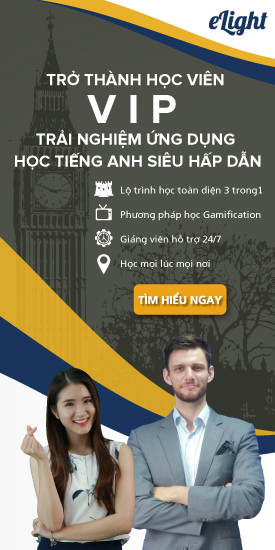 eLight
TRỞ THÀNH HỌC VIÊN
VIP
TRẢI NGHIỆM ỨNG DỤNG
HỌC TIẾNG ANH SIÊU HẤP DẪN
Lộ trình học toàn diện 3 trong1
Phương pháp học Gamification
Giảng viên hỗ trợ 24/7
Học mọi lúc mọi nơi
TÌM HIỂU NGAY